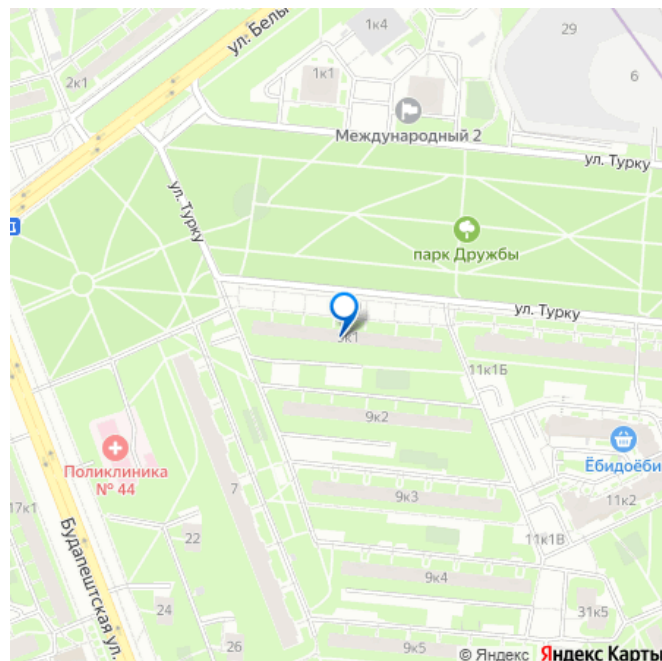 1к4
29
ул. Белы
1к1
6
2к1
Международный 2
ул. Турку
ул. Турку
парк Дружбы
ул. Турку
9к1
11к1Б
9к2
Ёбидоёби
Поликлиника
№ 44
7
9к3
11к2
17к1
22
11к1В
Будапештская ул.
9к4
24
31к5
26
9к5
© Яндекс Яндекс Карты